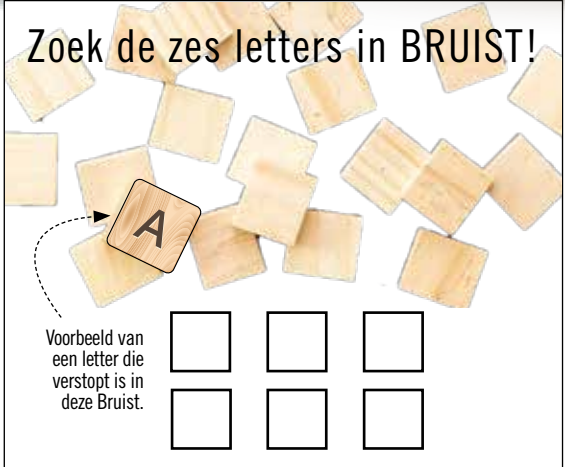 Zoek de zes letters in BRUIST!
A
Voorbeeld van
een letter die
verstopt is in
deze Bruist.